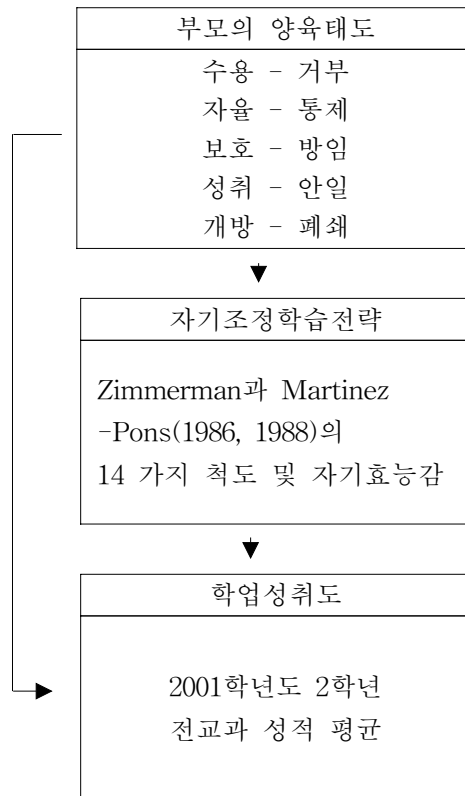 부모의 양육태도
수용 - 거부
자율 - 통제
보호 - 방임
성취 - 안일
개방 - 폐쇄
자기조정학습전략
Zimmerman과 Martinez
-Pons(1986, 1988)의
14 가지 척도 및 자기효능감
학업성취도
2001학년도 2학년
전교과 성적 평균